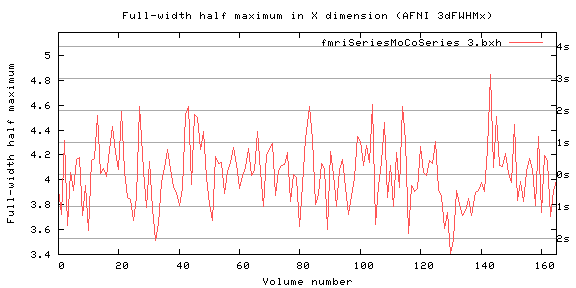 Full-width half maximum in X dimension (AFNI 3dFWHMx)
fmriSeriesMoCoSeries 3.bxh
Full-width half maximum
5
4.8
4.6
4.4
4.2
4
3.8
3.6
3.4
4s
3s
2s
1s
0s
1s
2s
0 20 40 60 80 100 120 140 160
Volume number